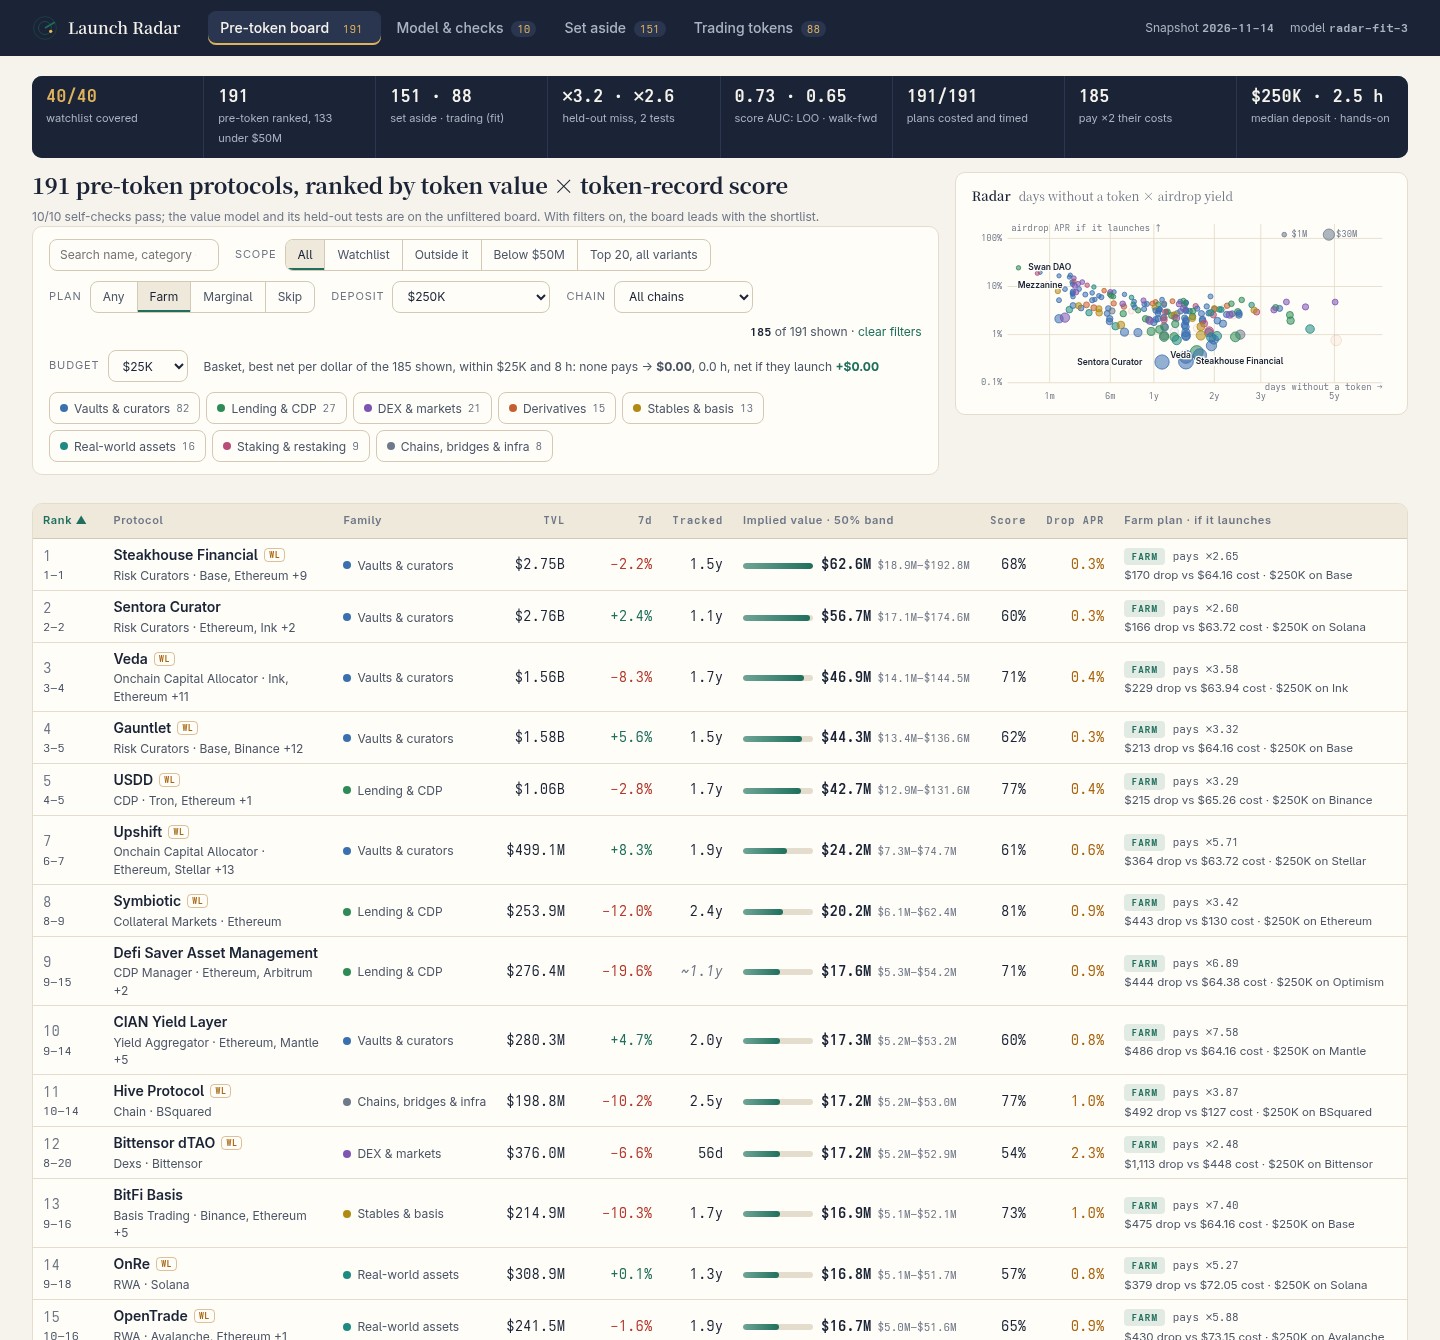 Launch Radar
Pre-token board 191
Model & checks 10
Set aside 151
Trading tokens 88
Snapshot 2026-11-14 model radar-fit-3
40/40
watchlist covered
191
pre-token ranked, 133
under $50M
151 · 88
set aside · trading (fit)
×3.2 · ×2.6
held-out miss, 2 tests
0.73 · 0.65
score AUC: LOO · walk-fwd
191/191
plans costed and timed
185
pay ×2 their costs
$250K · 2.5 h
median deposit · hands-on
191 pre-token protocols, ranked by token value × token-record score
10/10 self-checks pass; the value model and its held-out tests are on the unfiltered board. With filters on, the board leads with the shortlist.
Search name, category
SCOPE All Watchlist Outside it Below $50M Top 20, all variants
PLAN Any Farm Marginal Skip DEPOSIT $250K CHAIN All chains
185 of 191 shown · clear filters
BUDGET $25K Basket, best net per dollar of the 185 shown, within $25K and 8 h: none pays → $0.00, 0.0 h, net if they launch +$0.00
Vaults & curators 82
Lending & CDP 27
DEX & markets 21
Derivatives 15
Stables & basis 13
Real-world assets 16
Staking & restaking 9
Chains, bridges & infra 8
Radar days without a token × airdrop yield
airdrop APR if it launches ↑
$1M $30M
100%
10%
1%
0.1%
Swan DAO
Mezzanine
Sentora Curator
Veda
Steakhouse Financial
days without a token →
1m 6m 1y 2y 3y 5y
Rank ▲ Protocol Family TVL 7d Tracked Implied value · 50% band Score Drop APR Farm plan · if it launches
1 Steakhouse Financial WL Vaults & curators $2.75B −2.2% 1.5y $62.6M $18.9M–$192.8M 68% 0.3% FARM pays ×2.65
1–1 Risk Curators · Base, Ethereum +9 $170 drop vs $64.16 cost · $250K on Base
2 Sentora Curator Vaults & curators $2.76B +2.4% 1.1y $56.7M $17.1M–$174.6M 60% 0.3% FARM pays ×2.60
2–2 Risk Curators · Ethereum, Ink +2 $166 drop vs $63.72 cost · $250K on Solana
3 Veda WL Vaults & curators $1.56B −8.3% 1.7y $46.9M $14.1M–$144.5M 71% 0.4% FARM pays ×3.58
3–4 Onchain Capital Allocator · Ink, $229 drop vs $63.94 cost · $250K on Ink
Ethereum +11
4 Gauntlet WL Vaults & curators $1.58B +5.6% 1.5y $44.3M $13.4M–$136.6M 62% 0.3% FARM pays ×3.32
3–5 Risk Curators · Base, Binance +12 $213 drop vs $64.16 cost · $250K on Base
5 USDD WL Lending & CDP $1.06B −2.8% 1.7y $42.7M $12.9M–$131.6M 77% 0.4% FARM pays ×3.29
4–5 CDP · Tron, Ethereum +1 $215 drop vs $65.26 cost · $250K on Binance
7 Upshift WL Vaults & curators $499.1M +8.3% 1.9y $24.2M $7.3M–$74.7M 61% 0.6% FARM pays ×5.71
6–7 Onchain Capital Allocator · $364 drop vs $63.72 cost · $250K on Stellar
Ethereum, Stellar +13
8 Symbiotic WL Lending & CDP $253.9M −12.0% 2.4y $20.2M $6.1M–$62.4M 81% 0.9% FARM pays ×3.42
8–9 Collateral Markets · Ethereum $443 drop vs $130 cost · $250K on Ethereum
9 Defi Saver Asset Management Lending & CDP $276.4M −19.6% ~1.1y $17.6M $5.3M–$54.2M 71% 0.9% FARM pays ×6.89
9–15 CDP Manager · Ethereum, Arbitrum $444 drop vs $64.38 cost · $250K on Optimism
+2
10 CIAN Yield Layer Vaults & curators $280.3M +4.7% 2.0y $17.3M $5.2M–$53.2M 60% 0.8% FARM pays ×7.58
9–14 Yield Aggregator · Ethereum, Mantle $486 drop vs $64.16 cost · $250K on Mantle
+5
11 Hive Protocol WL Chains, bridges & infra $198.8M −10.2% 2.5y $17.2M $5.2M–$53.0M 77% 1.0% FARM pays ×3.87
10–14 Chain · BSquared $492 drop vs $127 cost · $250K on BSquared
12 Bittensor dTAO WL DEX & markets $376.0M −6.6% 56d $17.2M $5.2M–$52.9M 54% 2.3% FARM pays ×2.48
8–20 Dexs · Bittensor $1,113 drop vs $448 cost · $250K on Bittensor
13 BitFi Basis Stables & basis $214.9M −10.3% 1.7y $16.9M $5.1M–$52.1M 73% 1.0% FARM pays ×7.40
9–16 Basis Trading · Binance, Ethereum $475 drop vs $64.16 cost · $250K on Base
+5
14 OnRe WL Real-world assets $308.9M +0.1% 1.3y $16.8M $5.1M–$51.7M 57% 0.8% FARM pays ×5.27
9–18 RWA · Solana $379 drop vs $72.05 cost · $250K on Solana
15 OpenTrade WL Real-world assets $241.5M −1.6% 1.9y $16.7M $5.0M–$51.6M 65% 0.9% FARM pays ×5.88
10–16 RWA · Avalanche, Ethereum +1 $430 drop vs $73.15 cost · $250K on Avalanche